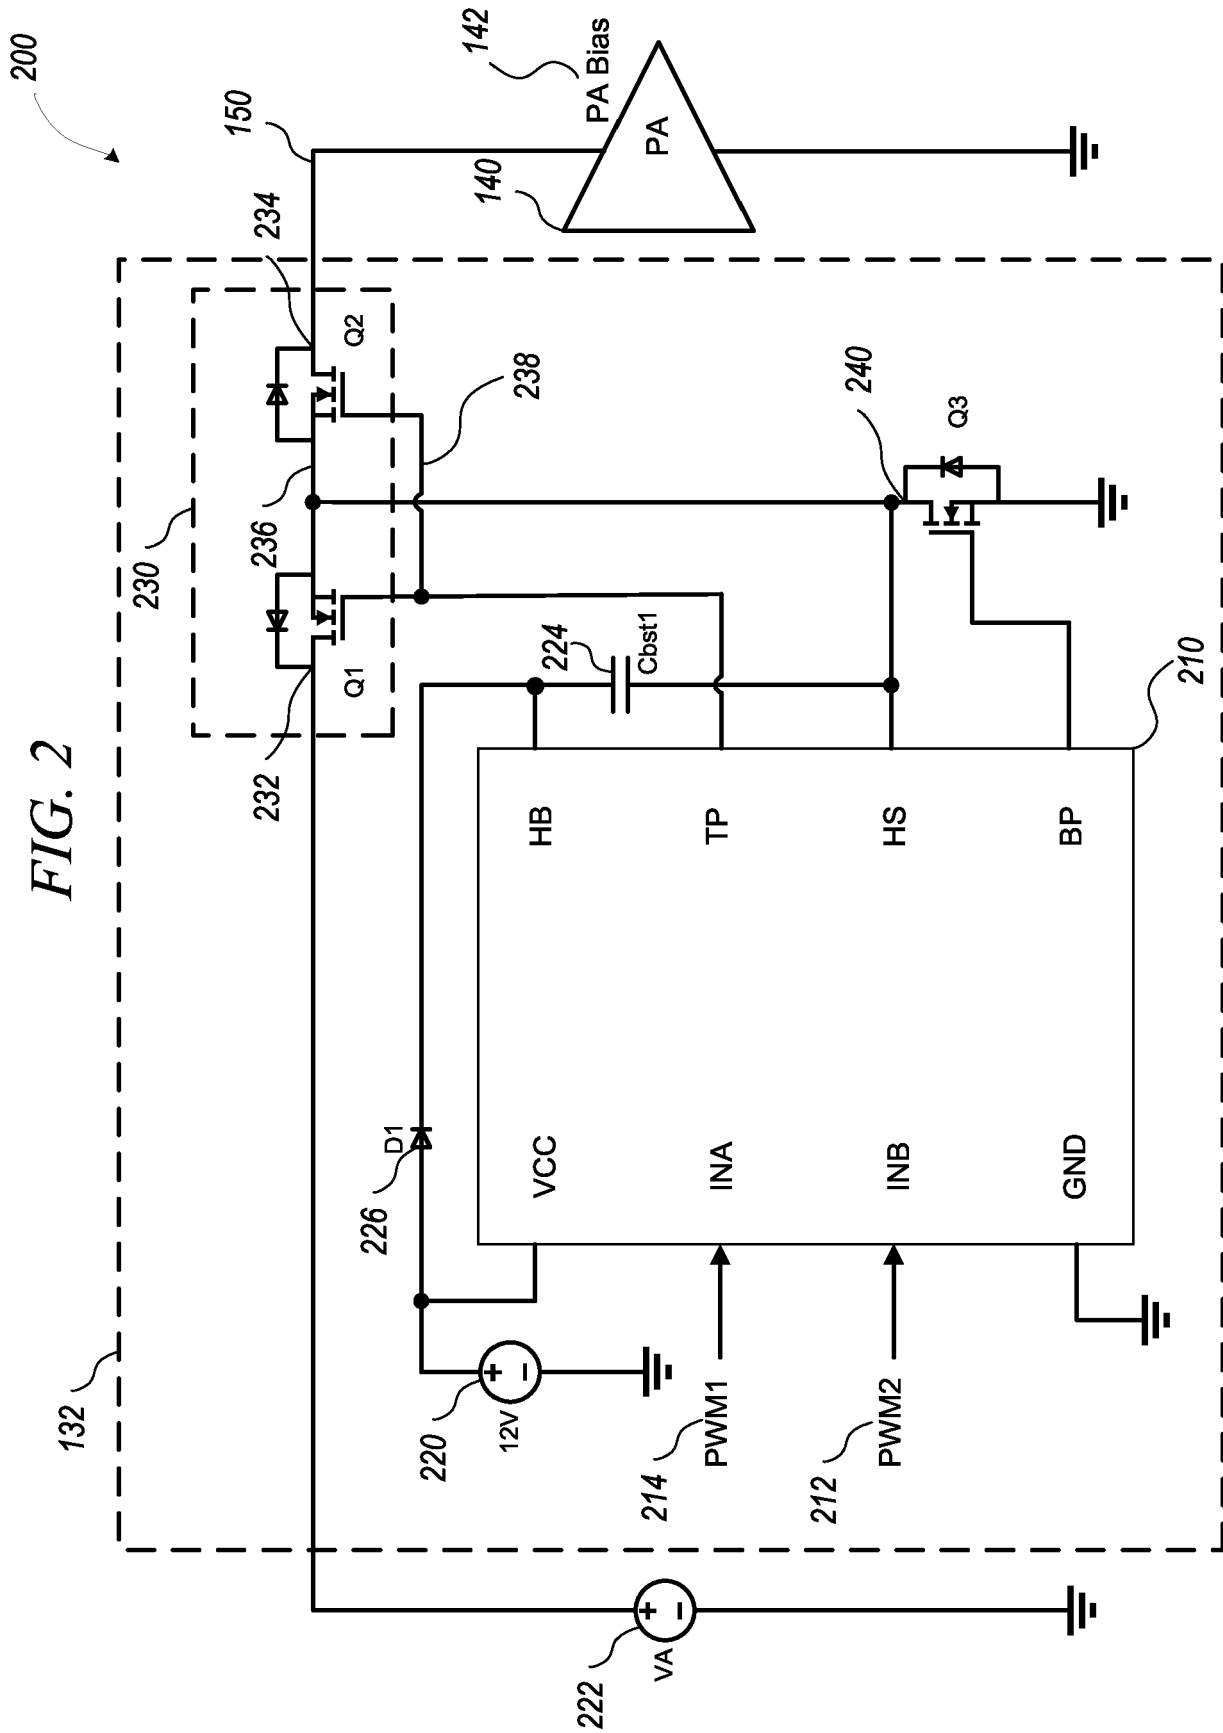 FIG. 2
200
132
230
232
Q1
236
Q2
234
150
238
142
PA Bias
140
PA
D1
226
224
Cbst1
240
Q3
210
VCC
INA
INB
GND
HB
TP
HS
BP
220
12V
214
PWM1
212
PWM2
222
VA
+
−
+
−